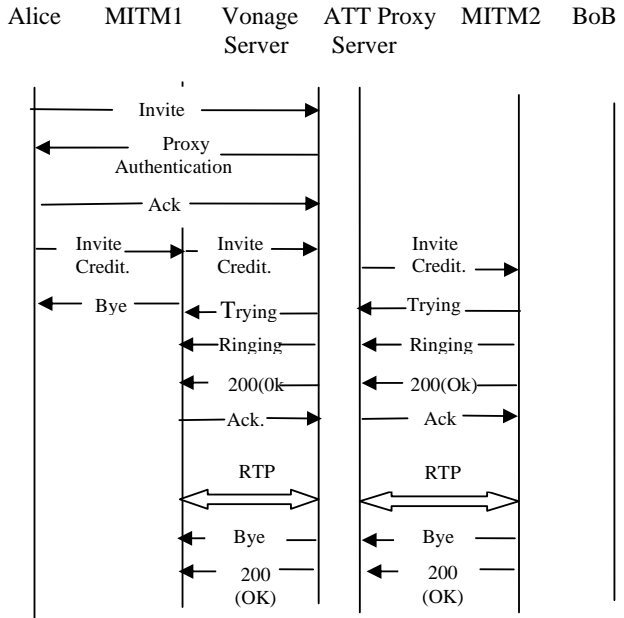 Alice MITM1 Vonage Server ATT Proxy Server MITM2 BoB
Invite
Proxy Authentication
Ack
Invite Credit. Invite Credit. Invite Credit.
Bye Trying Trying
Ringing Ringing
200(0k 200(Ok)
Ack. Ack
RTP RTP
Bye Bye
200 (OK) 200 (OK)